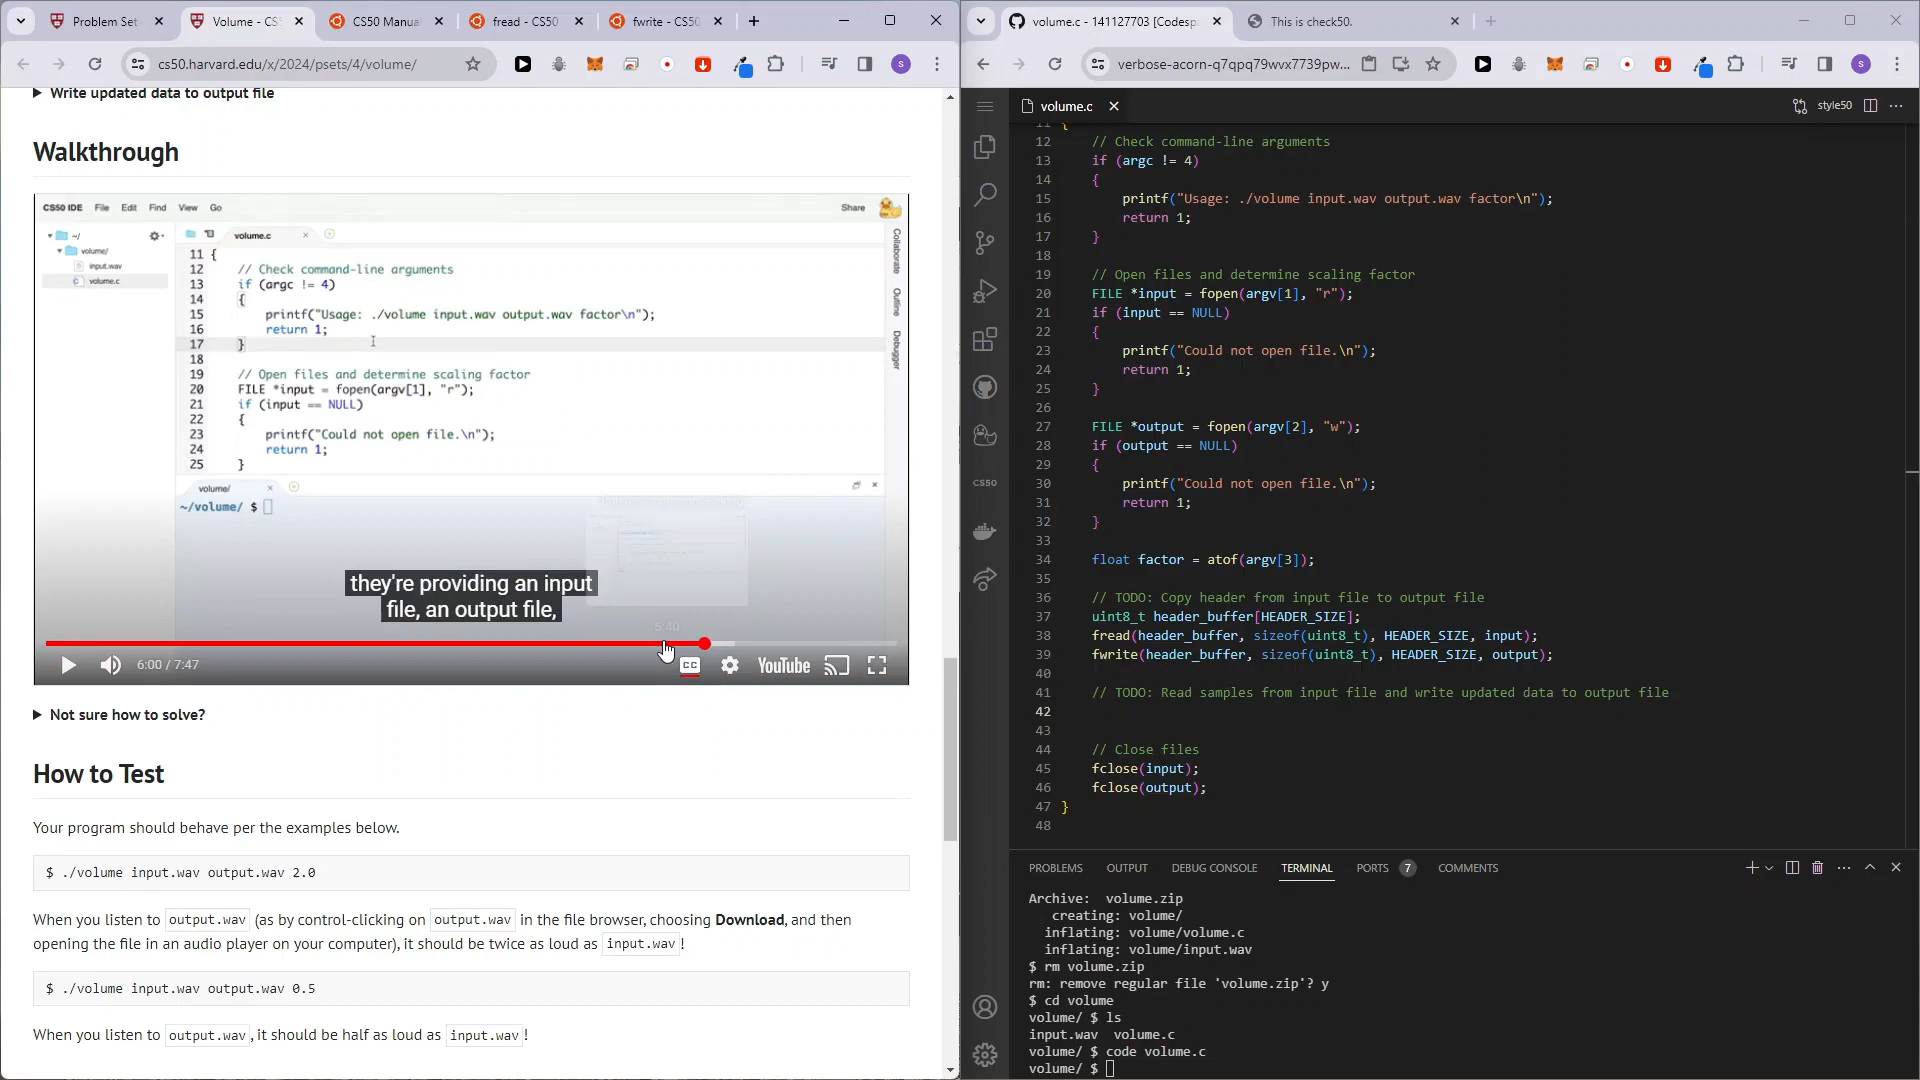 Problem Set
Volume - CS
CS50 Manual
fread - CS50
fwrite - CS50
cs50.harvard.edu/x/2024/psets/4/volume/
Write updated data to output file
Walkthrough
CS50 IDE File Edit Find View Go Share
~/
volume/
input.wav
volume.c
volume.c
Collaborate
Outline
Debugger
11 {
12 // Check command-line arguments
13 if (argc != 4)
14 {
15 printf("Usage: ./volume input.wav output.wav factor\n");
16 return 1;
17 }
18
19 // Open files and determine scaling factor
20 FILE *input = fopen(argv[1], "r");
21 if (input == NULL)
22 {
23 printf("Could not open file.\n");
24 return 1;
25 }
volume/
~/volume/ $
they're providing an input
file, an output file,
5:40
6:00 / 7:47
CC
YouTube
Not sure how to solve?
How to Test
Your program should behave per the examples below.
$ ./volume input.wav output.wav 2.0
When you listen to output.wav (as by control-clicking on output.wav in the file browser, choosing Download, and then
opening the file in an audio player on your computer), it should be twice as loud as input.wav!
$ ./volume input.wav output.wav 0.5
When you listen to output.wav, it should be half as loud as input.wav!
volume.c - 141127703 [Codesp
This is check50.
verbose-acorn-q7qpq79wvx7739pw...
volume.c
style50
CS50
11 {
12 // Check command-line arguments
13 if (argc != 4)
14 {
15 printf("Usage: ./volume input.wav output.wav factor\n");
16 return 1;
17 }
18
19 // Open files and determine scaling factor
20 FILE *input = fopen(argv[1], "r");
21 if (input == NULL)
22 {
23 printf("Could not open file.\n");
24 return 1;
25 }
26
27 FILE *output = fopen(argv[2], "w");
28 if (output == NULL)
29 {
30 printf("Could not open file.\n");
31 return 1;
32 }
33
34 float factor = atof(argv[3]);
35
36 // TODO: Copy header from input file to output file
37 uint8_t header_buffer[HEADER_SIZE];
38 fread(header_buffer, sizeof(uint8_t), HEADER_SIZE, input);
39 fwrite(header_buffer, sizeof(uint8_t), HEADER_SIZE, output);
40
41 // TODO: Read samples from input file and write updated data to output file
42
43
44 // Close files
45 fclose(input);
46 fclose(output);
47 }
48
PROBLEMS OUTPUT DEBUG CONSOLE TERMINAL PORTS 7 COMMENTS
Archive: volume.zip
creating: volume/
inflating: volume/volume.c
inflating: volume/input.wav
$ rm volume.zip
rm: remove regular file 'volume.zip'? y
$ cd volume
volume/ $ ls
input.wav volume.c
volume/ $ code volume.c
volume/ $